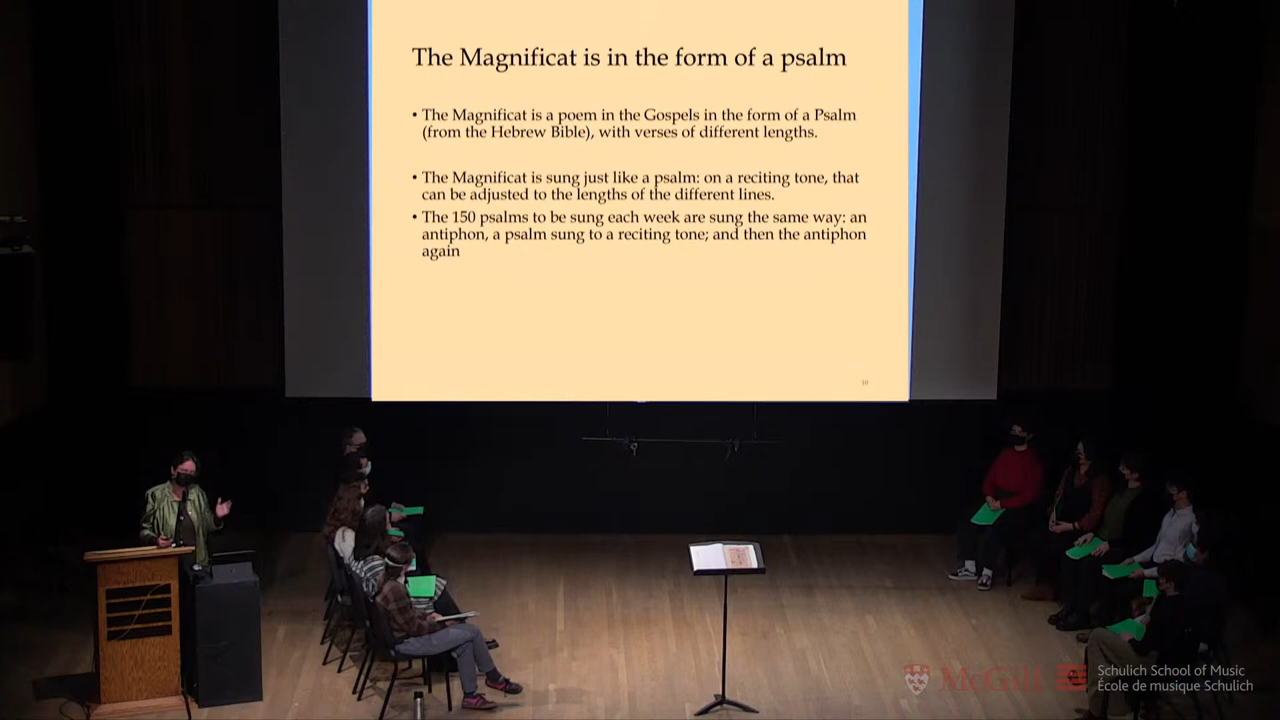 The Magnificat is in the form of a psalm
• The Magnificat is a poem in the Gospels in the form of a Psalm
(from the Hebrew Bible), with verses of different lengths.
• The Magnificat is sung just like a psalm: on a reciting tone, that
can be adjusted to the lengths of the different lines.
• The 150 psalms to be sung each week are sung the same way: an
antiphon, a psalm sung to a reciting tone; and then the antiphon
again
10
McGill
Schulich School of Music
École de musique Schulich